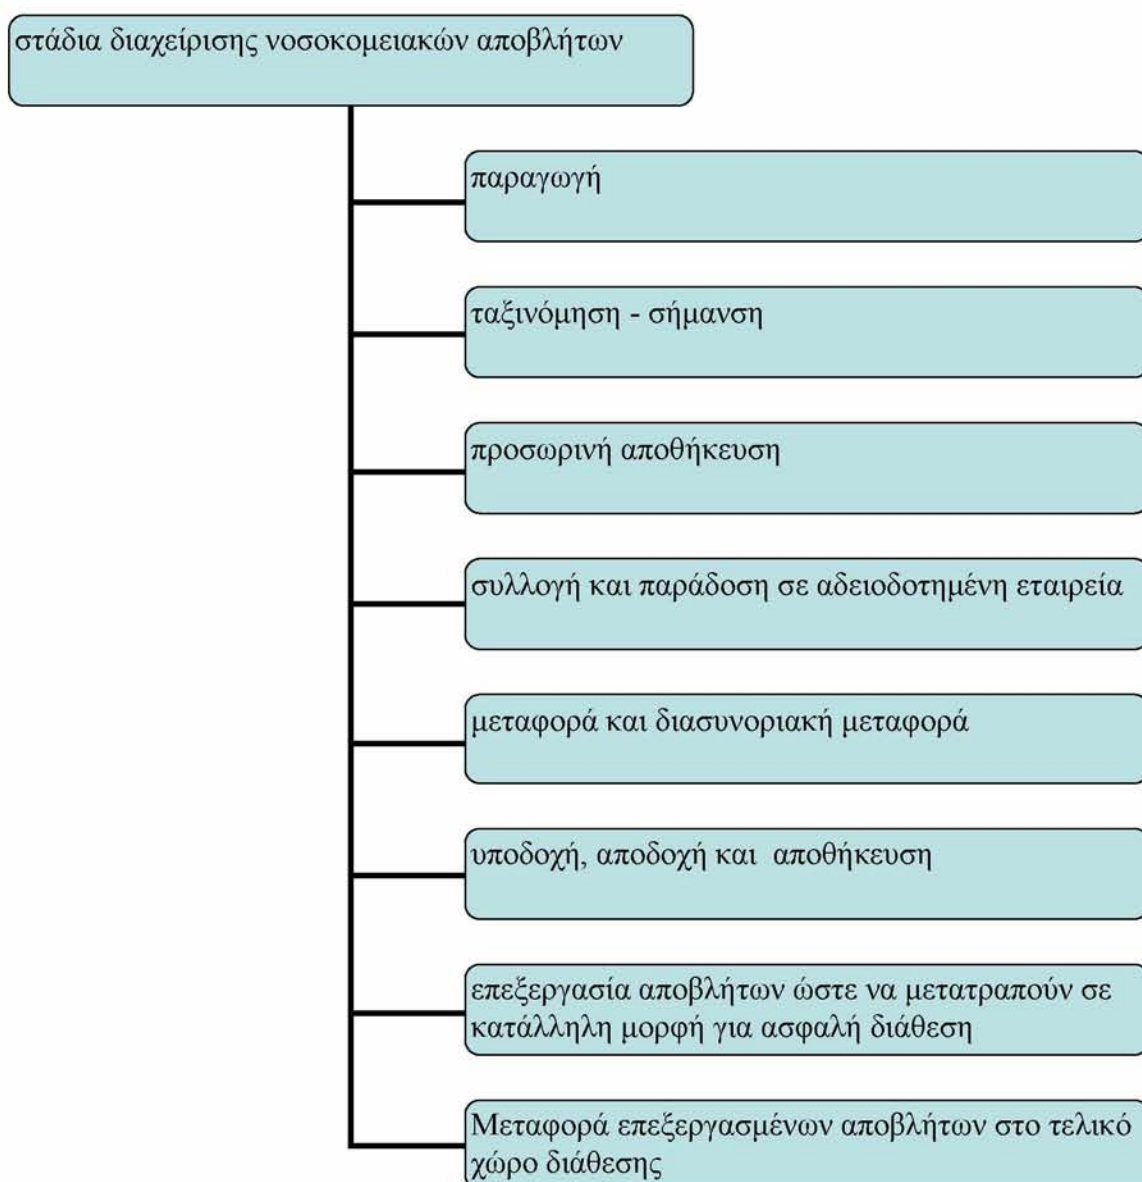 στάδια διαχείρισης νοσοκομειακών αποβλήτων
παραγωγή
ταξινόμηση - σήμανση
προσωρινή αποθήκευση
συλλογή και παράδοση σε αδειοδοτημένη εταιρεία
μεταφορά και διασυνοριακή μεταφορά
υποδοχή, αποδοχή και αποθήκευση
επεξεργασία αποβλήτων ώστε να μετατραπούν σε
κατάλληλη μορφή για ασφαλή διάθεση
Μεταφορά επεξεργασμένων αποβλήτων στο τελικό
χώρο διάθεσης